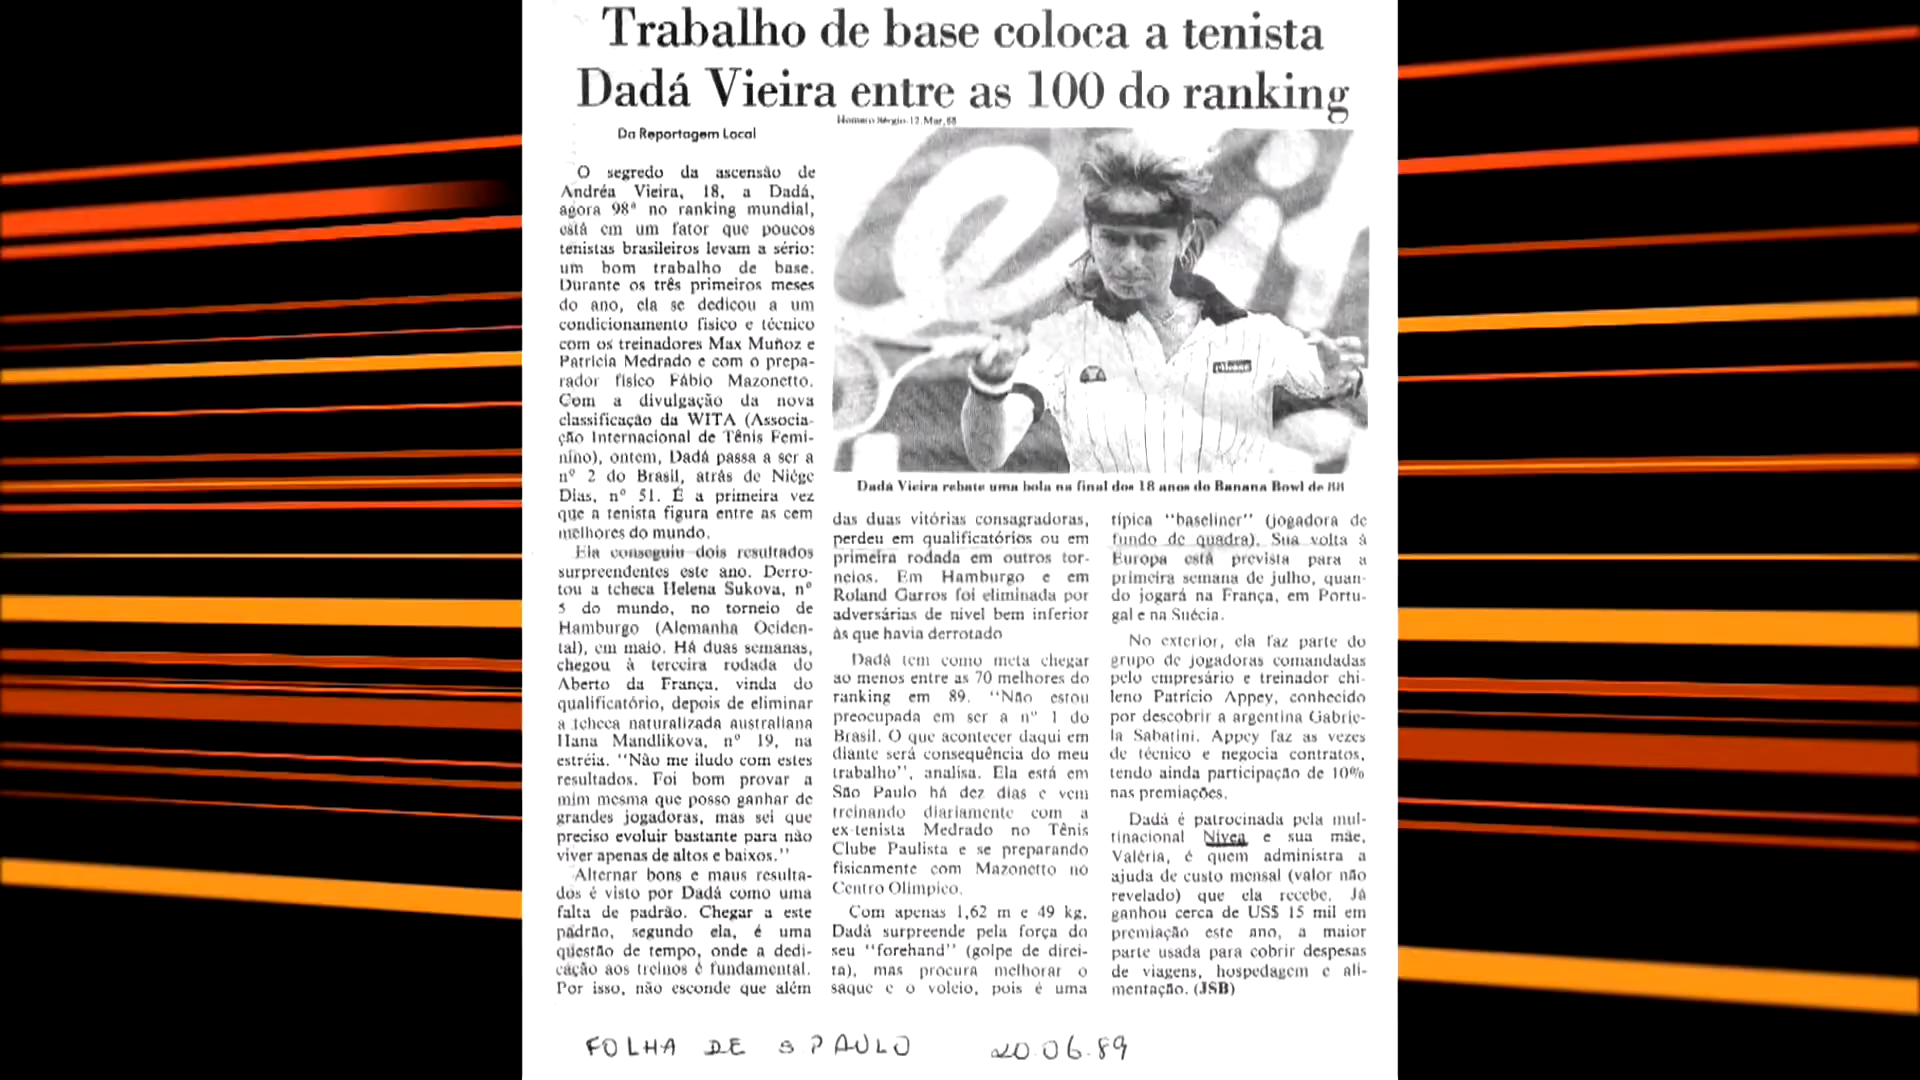 Trabalho de base coloca a tenista
Dadá Vieira entre as 100 do ranking
Homero Sérgio-12.Mar.88
Da Reportagem Local
O segredo da ascensão de
Andréa Vieira, 18, a Dadá,
agora 98ª no ranking mundial,
está em um fator que poucos
tenistas brasileiros levam a sério:
um bom trabalho de base.
Durante os três primeiros meses
do ano, ela se dedicou a um
condicionamento físico e técnico
com os treinadores Max Muñoz e
Patricia Medrado e com o prepa-
rador físico Fábio Mazonetto.
Com a divulgação da nova
classificação da WITA (Associa-
ção Internacional de Tênis Femi-
nino), ontem, Dadá passa a ser a
nº 2 do Brasil, atrás de Niége
Dias, nº 51. É a primeira vez
que a tenista figura entre as cem
melhores do mundo.
Ela conseguiu dois resultados
surpreendentes este ano. Derro-
tou a tcheca Helena Sukova, nº
5 do mundo, no torneio de
Hamburgo (Alemanha Ociden-
tal), em maio. Há duas semanas,
chegou à terceira rodada do
Aberto da França, vinda do
qualificatório, depois de eliminar
a tcheca naturalizada australiana
Hana Mandlikova, nº 19, na
estréia. "Não me iludo com estes
resultados. Foi bom provar a
mim mesma que posso ganhar de
grandes jogadoras, mas sei que
preciso evoluir bastante para não
viver apenas de altos e baixos."
Alternar bons e maus resulta-
dos é visto por Dadá como uma
falta de padrão. Chegar a este
padrão, segundo ela, é uma
questão de tempo, onde a dedi-
cação aos treinos é fundamental.
Por isso, não esconde que além
ellesse
Dadá Vieira rebate uma bola na final dos 18 anos do Banana Bowl de 88
das duas vitórias consagradoras,
perdeu em qualificatórios ou em
primeira rodada em outros tor-
neios. Em Hamburgo e em
Roland Garros foi eliminada por
adversárias de nível bem inferior
às que havia derrotado
Dadá tem como meta chegar
ao menos entre as 70 melhores do
ranking em 89. "Não estou
preocupada em ser a nº 1 do
Brasil. O que acontecer daqui em
diante será consequência do meu
trabalho", analisa. Ela está em
São Paulo há dez dias e vem
treinando diariamente com a
ex-tenista Medrado no Tênis
Clube Paulista e se preparando
fisicamente com Mazonetto no
Centro Olímpico.
Com apenas 1,62 m e 49 kg,
Dadá surpreende pela força do
seu "forehand" (golpe de direi-
ta), mas procura melhorar o
saque e o voleio, pois é uma
típica "baseliner" (jogadora de
fundo de quadra). Sua volta à
Europa está prevista para a
primeira semana de julho, quan-
do jogará na França, em Portu-
gal e na Suécia.
No exterior, ela faz parte do
grupo de jogadoras comandadas
pelo empresário e treinador chi-
leno Patricio Appey, conhecido
por descobrir a argentina Gabrie-
la Sabatini. Appey faz as vezes
de técnico e negocia contratos,
tendo ainda participação de 10%
nas premiações.
Dadá é patrocinada pela mul-
tinacional Nivea e sua mãe,
Valéria, é quem administra a
ajuda de custo mensal (valor não
revelado) que ela recebe. Já
ganhou cerca de US$ 15 mil em
premiação este ano, a maior
parte usada para cobrir despesas
de viagens, hospedagem e ali-
mentação. (JSB)
FOLHA DE S PAULO 20.06.89